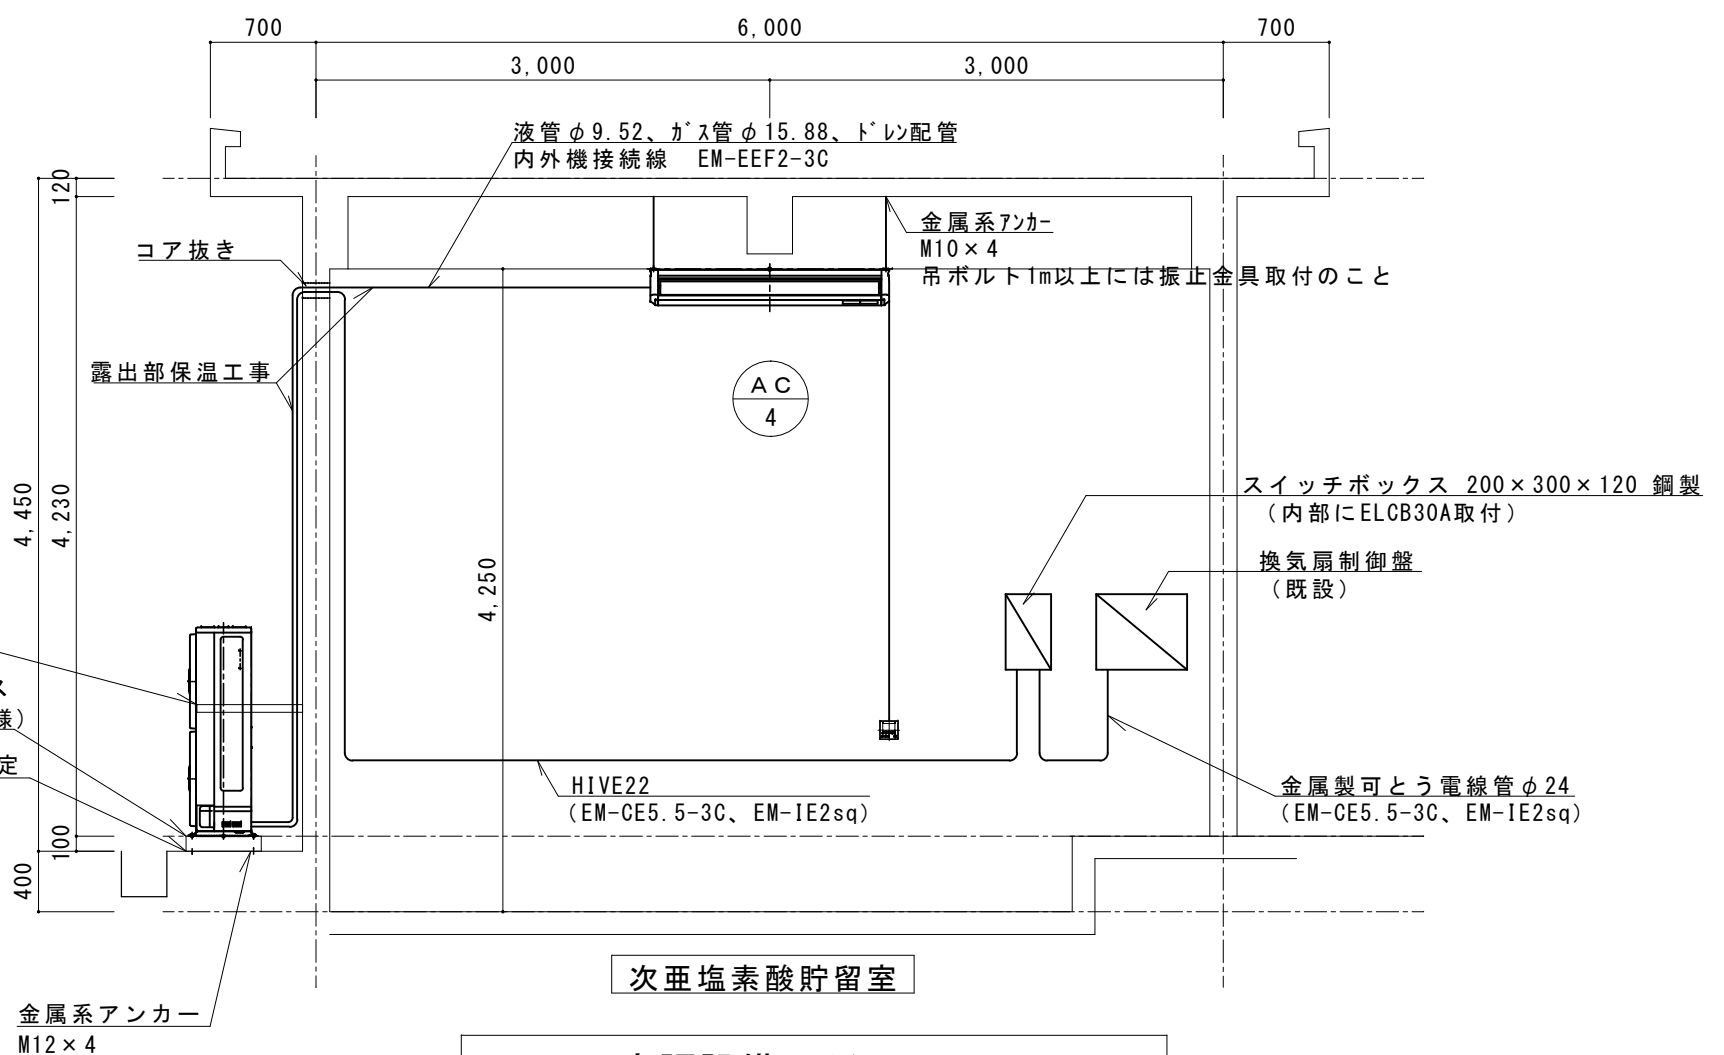 700
6,000
700
3,000
3,000
液管φ9.52、ｶﾞｽ管φ15.88、ﾄﾞﾚﾝ配管
内外機接続線　EM-EEF2-3C
120
コア抜き
金属系ｱﾝｶｰ
M10×4
吊ボルト1m以上には振止金具取付のこと
露出部保温工事
AC
4
4,450
4,230
4,250
スイッチボックス 200×300×120 鋼製
（内部にELCB30A取付）
換気扇制御盤
（既設）
ス
様）
定
HIVE22
（EM-CE5.5-3C、EM-IE2sq）
金属製可とう電線管φ24
（EM-CE5.5-3C、EM-IE2sq）
100
400
次亜塩素酸貯留室
金属系アンカー
M12×4